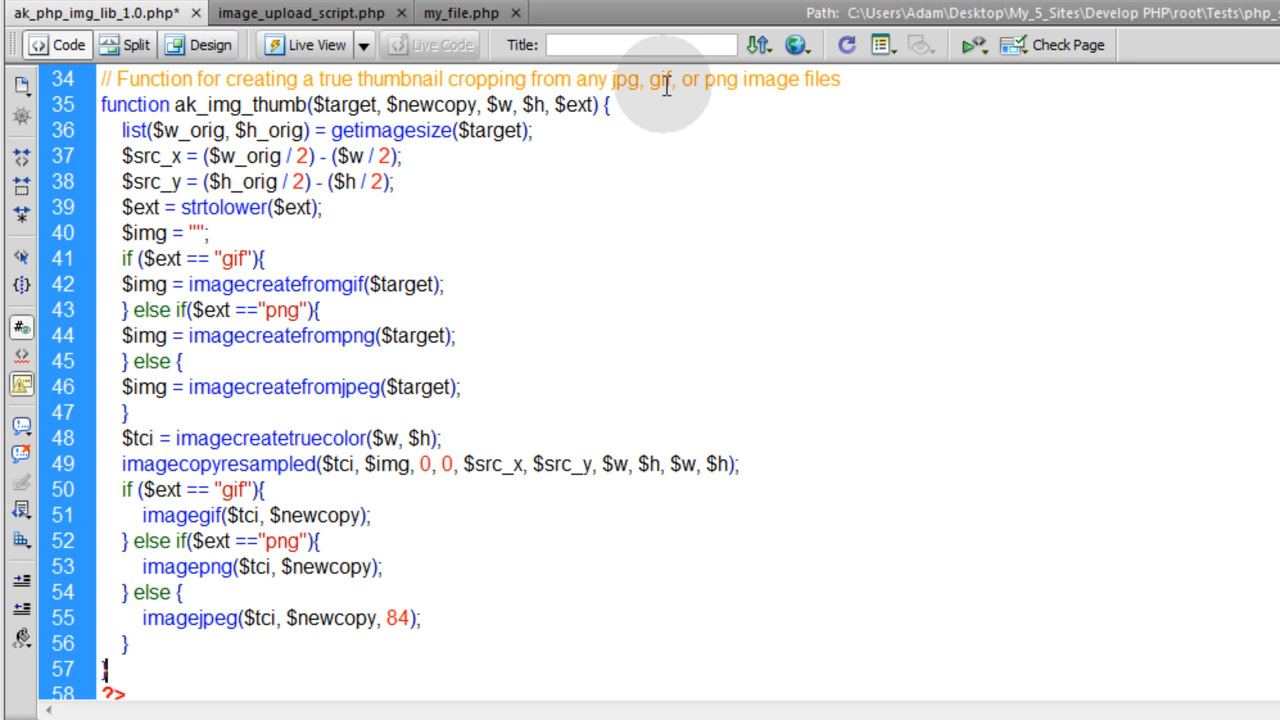 ak_php_img_lib_1.0.php* × image_upload_script.php × my_file.php × Path: C:\Users\Adam\Desktop\My_5_Sites\Develop PHP\root\Tests\php_s
Code Split Design Live View Live Code Title: Check Page
34 // Function for creating a true thumbnail cropping from any jpg, gif, or png image files
35 function ak_img_thumb($target, $newcopy, $w, $h, $ext) {
36 list($w_orig, $h_orig) = getimagesize($target);
37 $src_x = ($w_orig / 2) - ($w / 2);
38 $src_y = ($h_orig / 2) - ($h / 2);
39 $ext = strtolower($ext);
40 $img = "";
41 if ($ext == "gif"){
42 $img = imagecreatefromgif($target);
43 } else if($ext =="png"){
44 $img = imagecreatefrompng($target);
45 } else {
46 $img = imagecreatefromjpeg($target);
47 }
48 $tci = imagecreatetruecolor($w, $h);
49 imagecopyresampled($tci, $img, 0, 0, $src_x, $src_y, $w, $h, $w, $h);
50 if ($ext == "gif"){
51 imagegif($tci, $newcopy);
52 } else if($ext =="png"){
53 imagepng($tci, $newcopy);
54 } else {
55 imagejpeg($tci, $newcopy, 84);
56 }
57 }
58 ?>